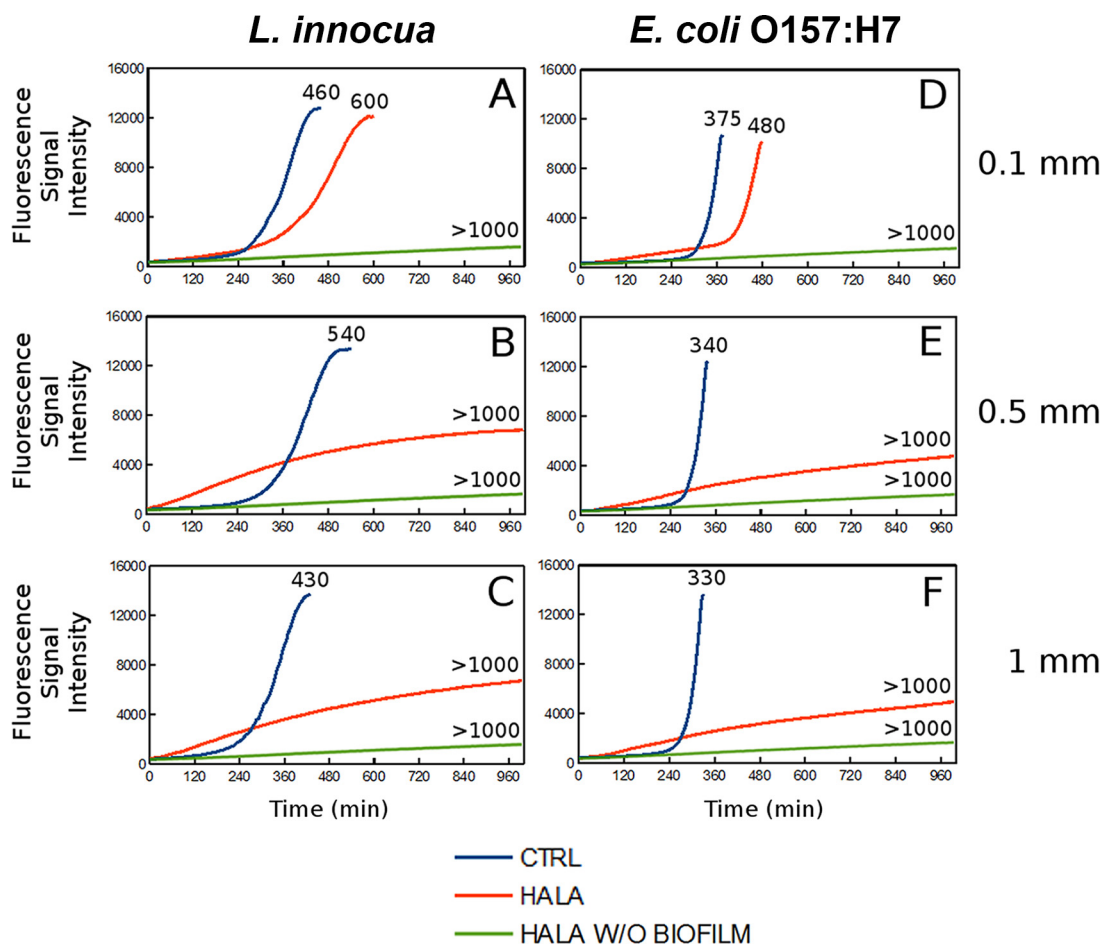 L. innocua
E. coli O157:H7
Fluorescence
Signal
Intensity
16000
12000
8000
4000
0
0 120 240 360 480 600 720 840 960
A
460
600
>1000
16000
12000
8000
4000
0
0 120 240 360 480 600 720 840 960
D
375
480
>1000
0.1 mm
Fluorescence
Signal
Intensity
16000
12000
8000
4000
0
0 120 240 360 480 600 720 840 960
B
540
>1000
>1000
16000
12000
8000
4000
0
0 120 240 360 480 600 720 840 960
E
340
>1000
>1000
0.5 mm
Fluorescence
Signal
Intensity
16000
12000
8000
4000
0
0 120 240 360 480 600 720 840 960
C
430
>1000
>1000
Time (min)
16000
12000
8000
4000
0
0 120 240 360 480 600 720 840 960
F
330
>1000
>1000
Time (min)
1 mm
CTRL
HALA
HALA W/O BIOFILM